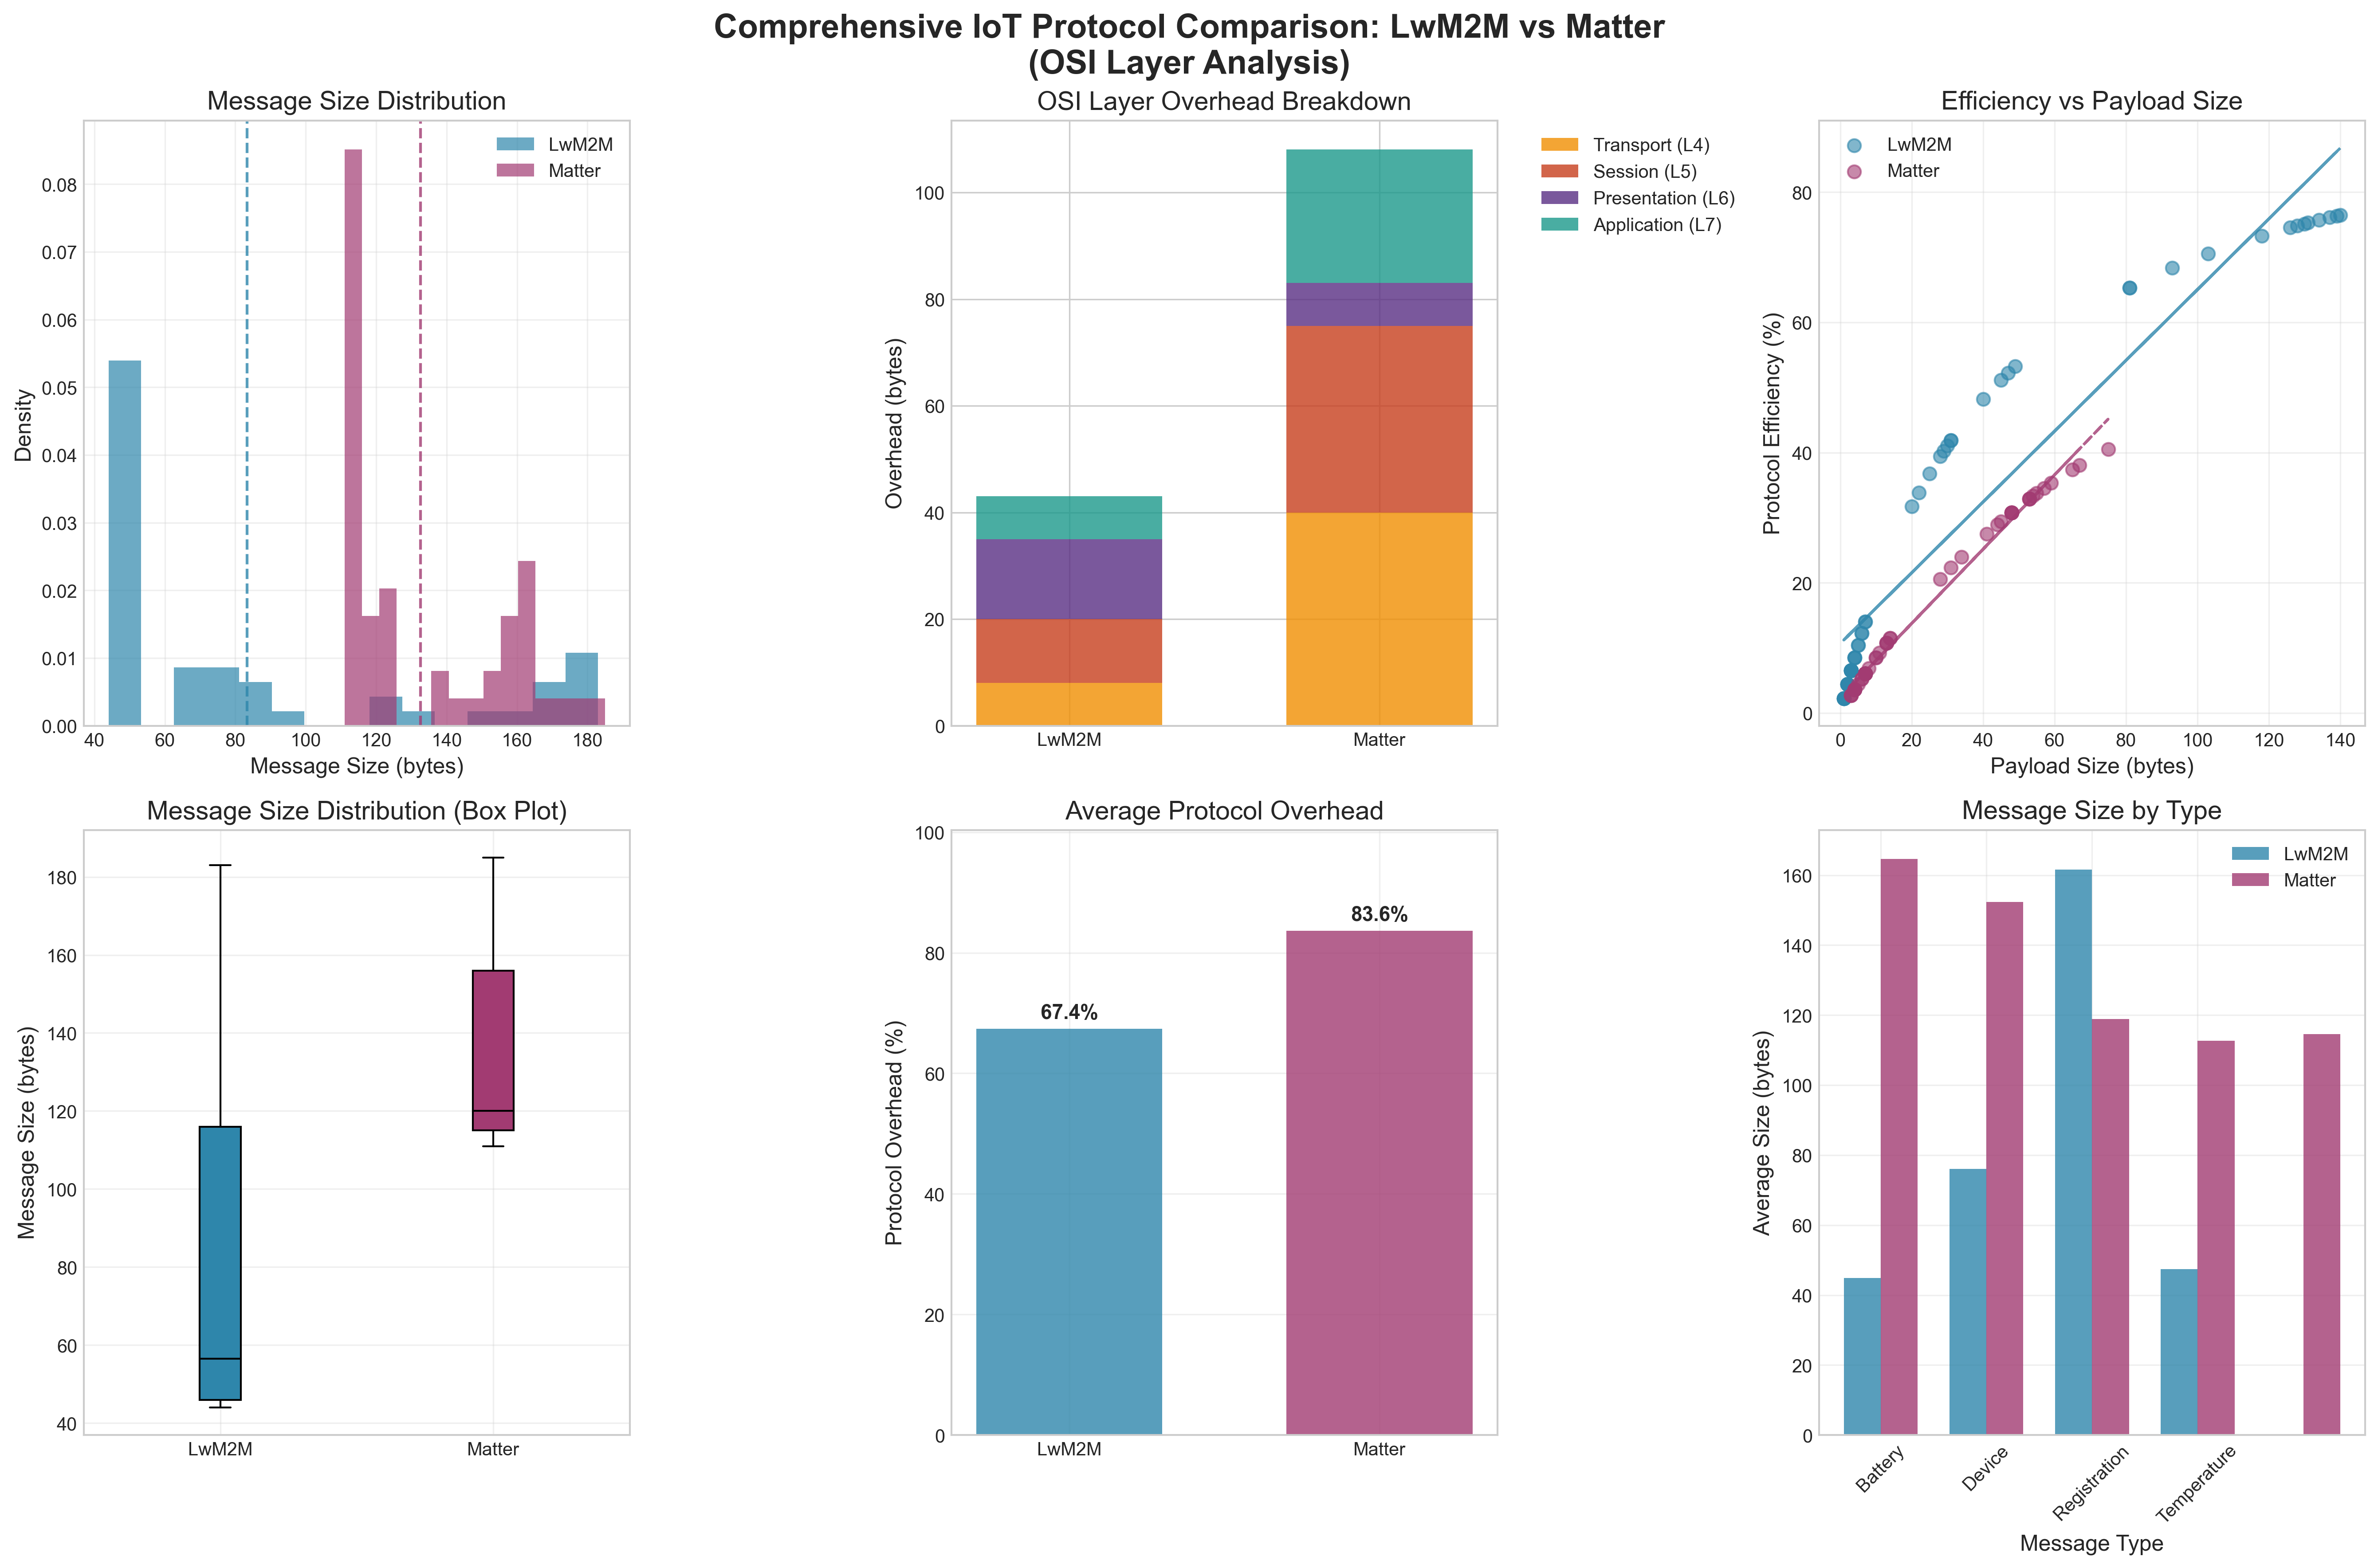 Comprehensive IoT Protocol Comparison: LwM2M vs Matter
(OSI Layer Analysis)
Message Size Distribution
LwM2M
Matter
0.08
0.07
0.06
0.05
0.04
0.03
0.02
0.01
0.00
Density
40 60 80 100 120 140 160 180
Message Size (bytes)
OSI Layer Overhead Breakdown
Transport (L4)
Session (L5)
Presentation (L6)
Application (L7)
100
80
60
40
20
0
Overhead (bytes)
LwM2M Matter
Efficiency vs Payload Size
LwM2M
Matter
80
60
40
20
0
Protocol Efficiency (%)
0 20 40 60 80 100 120 140
Payload Size (bytes)
Message Size Distribution (Box Plot)
180
160
140
120
100
80
60
40
Message Size (bytes)
LwM2M Matter
Average Protocol Overhead
100
80
60
40
20
0
Protocol Overhead (%)
67.4%
83.6%
LwM2M Matter
Message Size by Type
LwM2M
Matter
160
140
120
100
80
60
40
20
0
Average Size (bytes)
Battery
Device
Registration
Temperature
Message Type